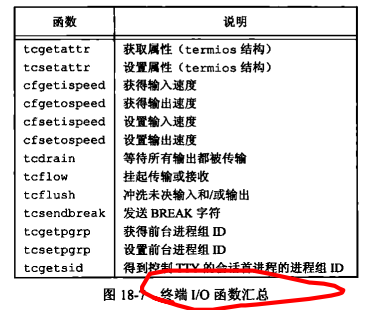 函数 说明
tcgetattr 获取属性（termios 结构）
tcsetattr 设置属性（termios 结构）
cfgetispeed 获得输入速度
cfgetospeed 获得输出速度
cfsetispeed 设置输入速度
cfsetospeed 设置输出速度
tcdrain 等待所有输出都被传输
tcflow 挂起传输或接收
tcflush 冲洗未决输入和/或输出
tcsendbreak 发送 BREAK 字符
tcgetpgrp 获得前台进程组 ID
tcsetpgrp 设置前台进程组 ID
tcgetsid 得到控制 TTY 的会话首进程的进程组 ID
图 18-7 终端 I/O 函数汇总